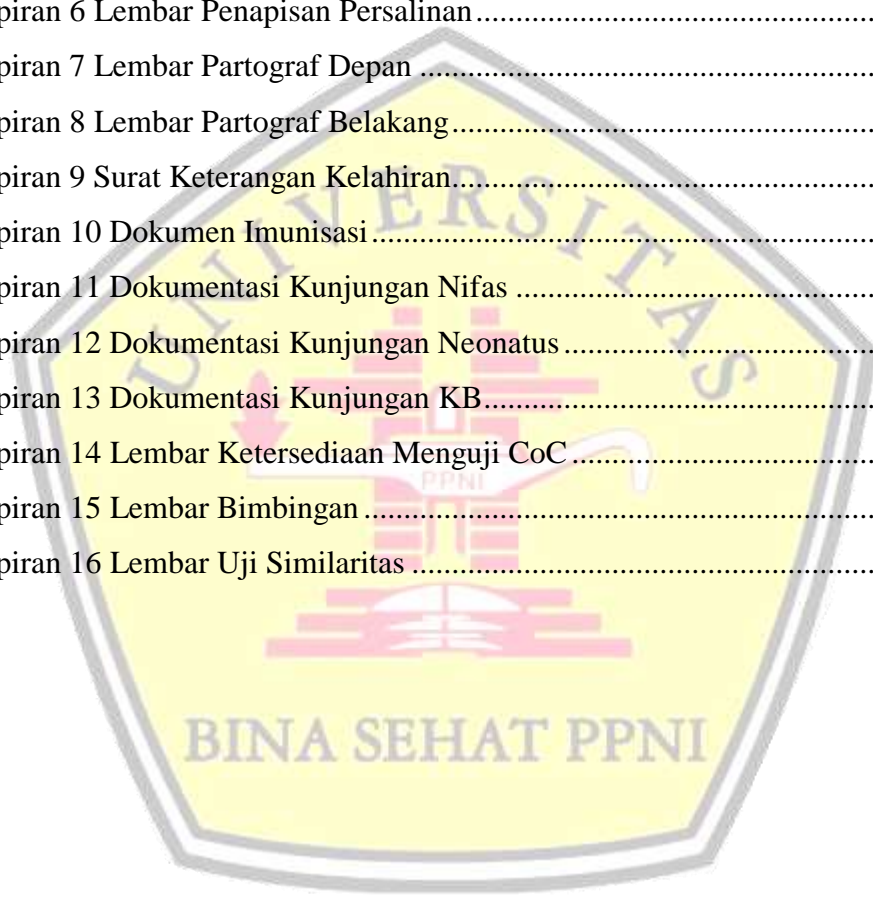 piran 6 Lembar Penapisan Persalinan.......................................................
piran 7 Lembar Partograf Depan ..............................................................
piran 8 Lembar Partograf Belakang..........................................................
piran 9 Surat Keterangan Kelahiran..........................................................
piran 10 Dokumen Imunisasi....................................................................
piran 11 Dokumentasi Kunjungan Nifas ..................................................
piran 12 Dokumentasi Kunjungan Neonatus............................................
piran 13 Dokumentasi Kunjungan KB......................................................
piran 14 Lembar Ketersediaan Menguji CoC...........................................
piran 15 Lembar Bimbingan .....................................................................
piran 16 Lembar Uji Similaritas ...............................................................
UNIVERSITAS
PPNI
BINA SEHAT PPNI